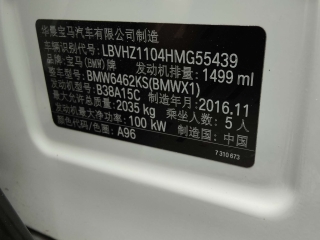 华晨宝马汽车有限公司制造
车辆识别代号: LBVHZ1104HMG55439
品牌: 宝马(BMW)牌 发动机排量: 1499 ml
整车型号: BMW6462KS(BMWX1)
发动机型号: B38A15C 制造年月: 2016.11
最大允许总质量: 2035 kg 乘坐人数: 5 人
发动机最大净功率: 100 kW 制造国: 中国
颜色代码/色圈: A96
7 310 673